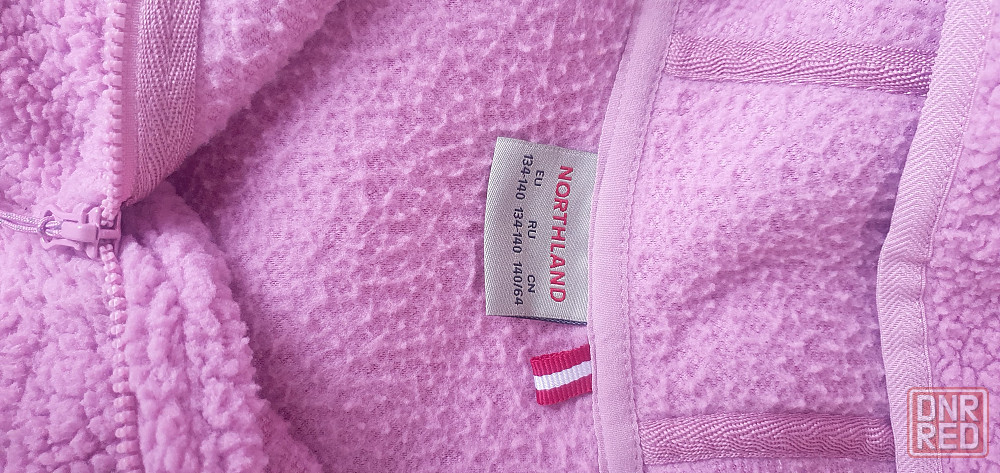 NORTHLAND
EU RU CN
134-140 134-140 140/64
DNR
RED